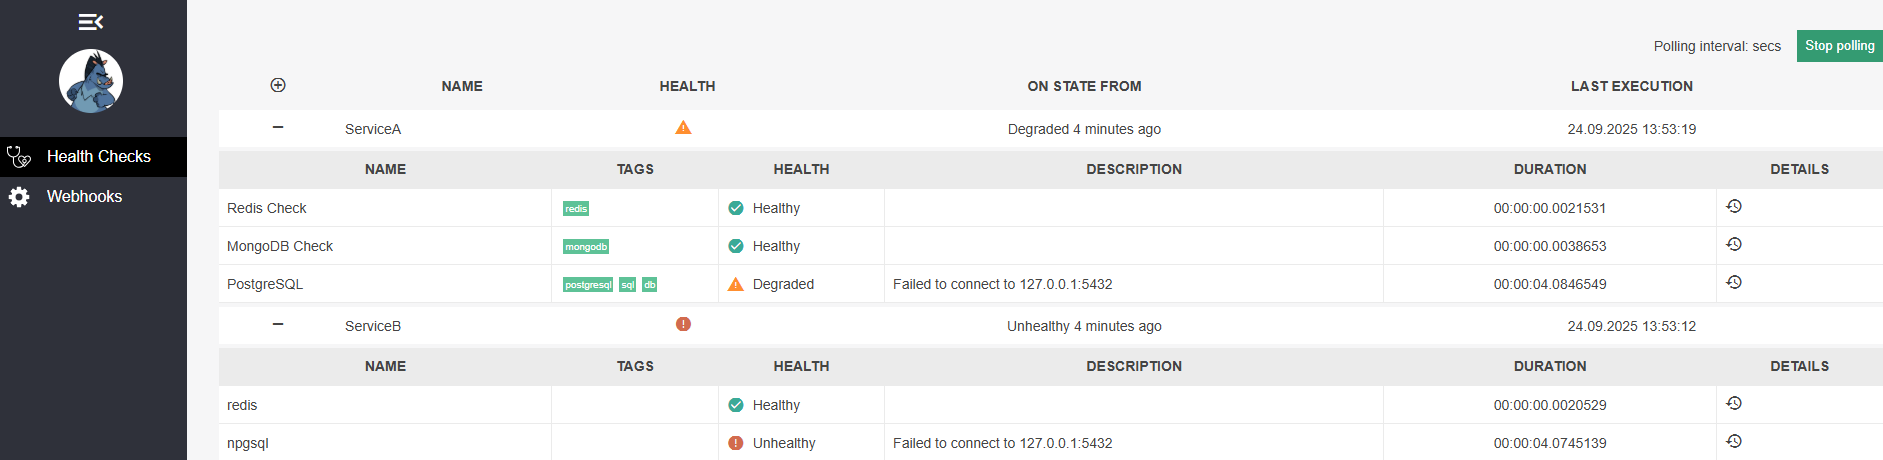 Polling interval: secs Stop polling
NAME HEALTH ON STATE FROM LAST EXECUTION
ServiceA Degraded 4 minutes ago 24.09.2025 13:53:19
Health Checks
NAME TAGS HEALTH DESCRIPTION DURATION DETAILS
Webhooks
Redis Check redis Healthy 00:00:00.0021531
MongoDB Check mongodb Healthy 00:00:00.0038653
PostgreSQL postgresql sql db Degraded Failed to connect to 127.0.0.1:5432 00:00:04.0846549
ServiceB Unhealthy 4 minutes ago 24.09.2025 13:53:12
NAME TAGS HEALTH DESCRIPTION DURATION DETAILS
redis Healthy 00:00:00.0020529
npgsql Unhealthy Failed to connect to 127.0.0.1:5432 00:00:04.0745139